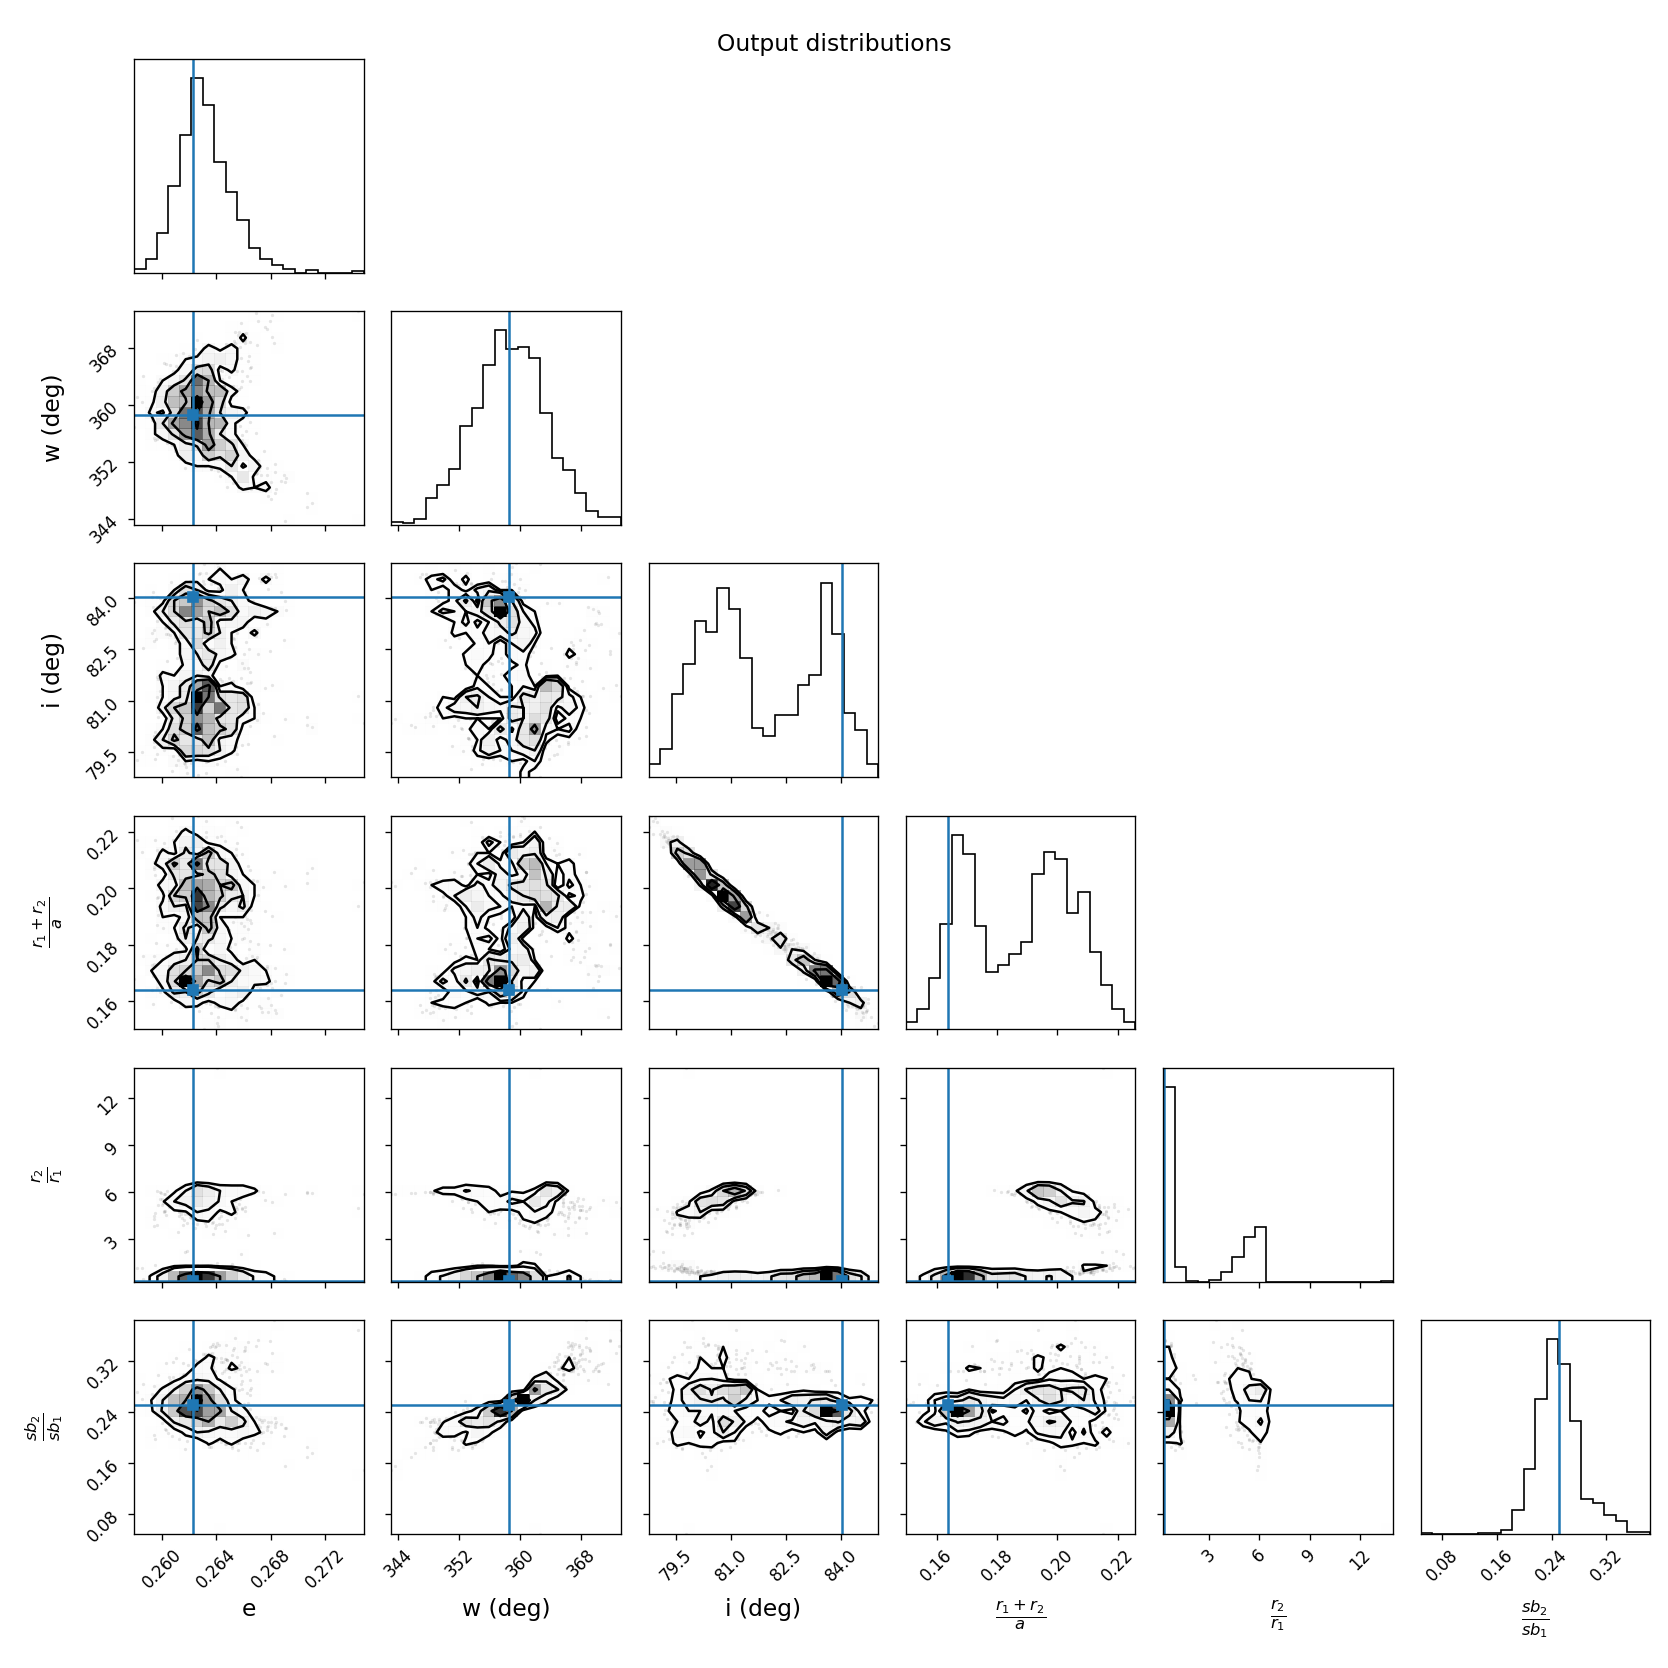 Output distributions
w (deg)
368
360
352
344
i (deg)
84.0
82.5
81.0
79.5
r₁ + r₂
a
0.22
0.20
0.18
0.16
r₂
r₁
12
9
6
3
sb₂
sb₁
0.32
0.24
0.16
0.08
0.260 0.264 0.268 0.272
344 352 360 368
79.5 81.0 82.5 84.0
0.16 0.18 0.20 0.22
3 6 9 12
0.08 0.16 0.24 0.32
e
w (deg)
i (deg)
r₁ + r₂
a
r₂
r₁
sb₂
sb₁